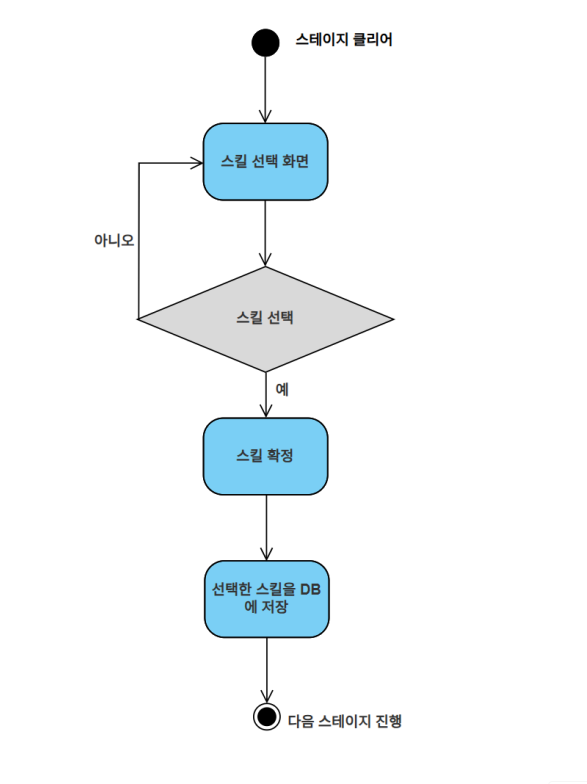 스테이지 클리어
스킬 선택 화면
아니오
스킬 선택
예
스킬 확정
선택한 스킬을 DB
에 저장
다음 스테이지 진행